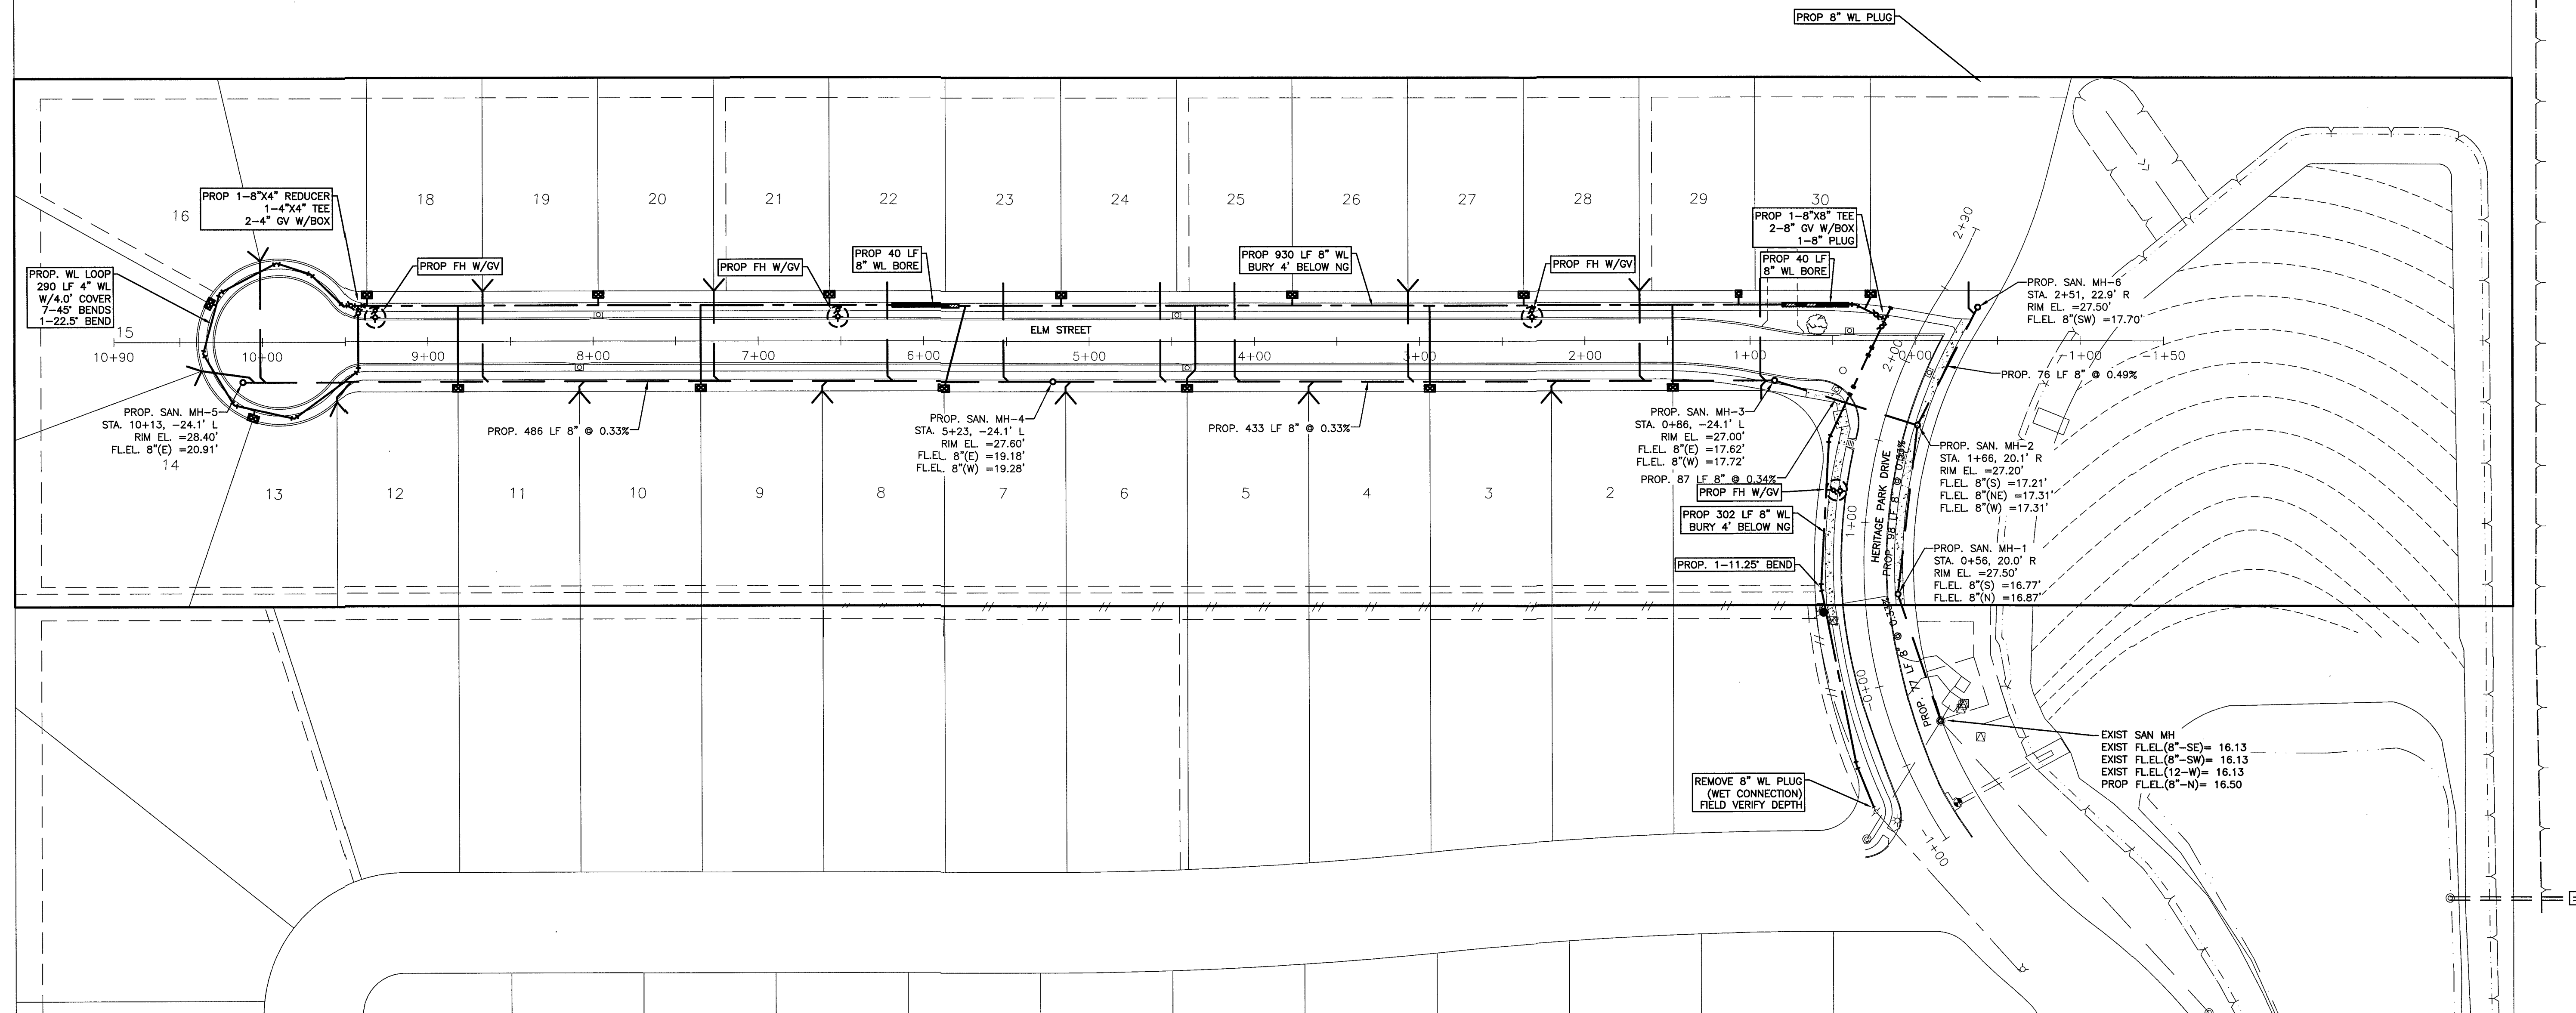 PROP 8" WL PLUG
PROP 1-8"X4" REDUCER
1-4"X4" TEE
2-4" GV W/BOX
16
18
19
20
21
22
23
24
25
26
27
28
29
30
PROP 1-8"X8" TEE
2-8" GV W/BOX
1-8" PLUG
2+90
PROP. WL LOOP
290 LF 4" WL
W/4.0' COVER
7-45' BENDS
1-22.5' BEND
PROP FH W/GV
PROP FH W/GV
PROP 40 LF
8" WL BORE
PROP 930 LF 8" WL
BURY 4' BELOW NG
PROP FH W/GV
PROP 40 LF
8" WL BORE
PROP. SAN. MH-6
STA. 2+51, 22.9' R
RIM EL. =27.50'
FL.EL. 8"(SW) =17.70'
15
ELM STREET
10+90
10+00
9+00
8+00
7+00
6+00
5+00
4+00
3+00
2+00
1+00
2+00
0+00
-1+00
-1+50
PROP. 76 LF 8" @ 0.49%
PROP. SAN. MH-5
STA. 10+13, -24.1' L
RIM EL. =28.40'
FL.EL. 8"(E) =20.91'
14
PROP. 486 LF 8" @ 0.33%
PROP. SAN. MH-4
STA. 5+23, -24.1' L
RIM EL. =27.60'
FL.EL. 8"(E) =19.18'
FL.EL. 8"(W) =19.28'
PROP. 433 LF 8" @ 0.33%
PROP. SAN. MH-3
STA. 0+86, -24.1' L
RIM EL. =27.00'
FL.EL. 8"(E) =17.62'
FL.EL. 8"(W) =17.72'
PROP. 87 LF 8" @ 0.34%
PROP FH W/GV
PROP. SAN. MH-2
STA. 1+66, 20.1' R
RIM EL. =27.20'
FL.EL. 8"(S) =17.21'
FL.EL. 8"(NE) =17.31'
FL.EL. 8"(W) =17.31'
13
12
11
10
9
8
7
6
5
4
3
2
PROP 302 LF 8" WL
BURY 4' BELOW NG
1+00
HERITAGE PARK DRIVE
PROP. 98 LF 8" @ 0.33%
PROP. 1-11.25' BEND
PROP. SAN. MH-1
STA. 0+56, 20.0' R
RIM EL. =27.50'
FL.EL. 8"(S) =16.77'
FL.EL. 8"(N) =16.87'
PROP. 77 LF 8" @ 0.33%
-0+00
REMOVE 8" WL PLUG
(WET CONNECTION)
FIELD VERIFY DEPTH
-1+00
EXIST SAN MH
EXIST FL.EL.(8"-SE)= 16.13
EXIST FL.EL.(8"-SW)= 16.13
EXIST FL.EL.(12-W)= 16.13
PROP FL.EL.(8"-N)= 16.50